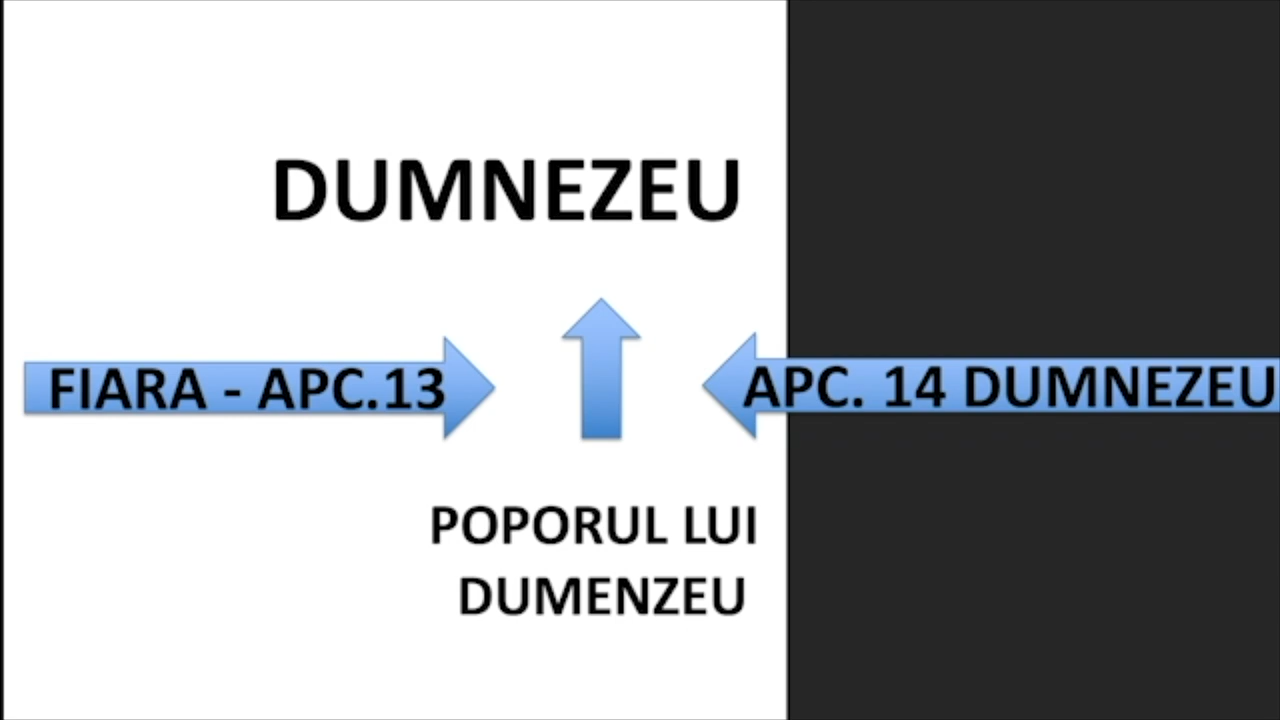 DUMNEZEU
FIARA - APC.13
APC. 14 DUMNEZEU
POPORUL LUI
DUMENZEU